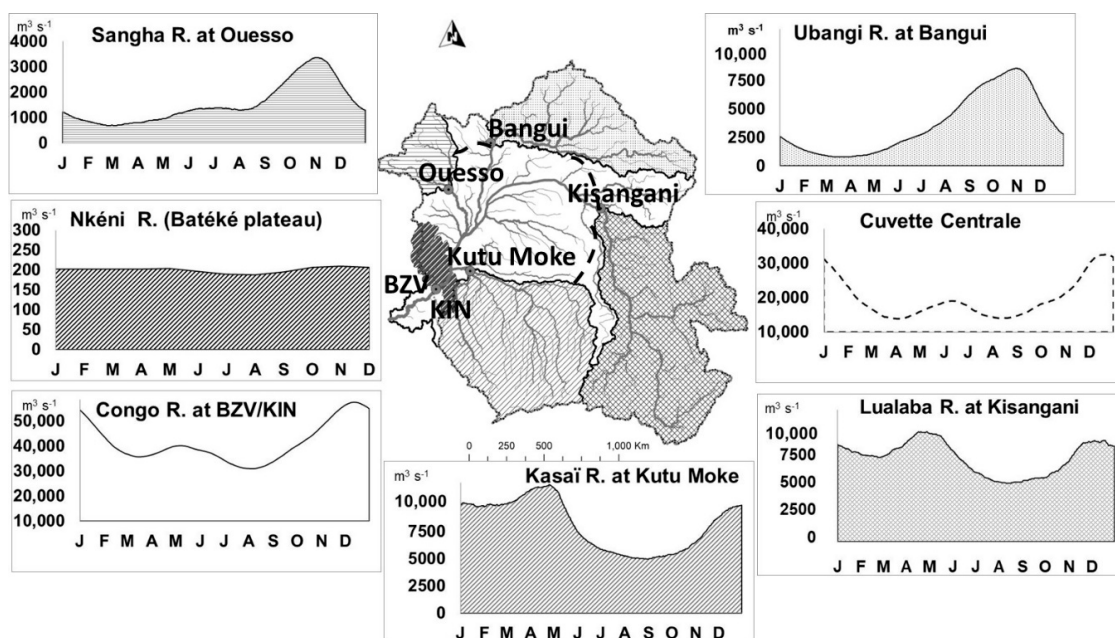 m³ s⁻¹
Sangha R. at Ouesso
4000
3000
2000
1000
0
J F M A M J J A S O N D
m³ s⁻¹
Nkéni R. (Batéké plateau)
300
250
200
150
100
50
0
J F M A M J J A S O N D
m³ s⁻¹
Congo R. at BZV/KIN
50,000
40,000
30,000
20,000
10,000
J F M A M J J A S O N D
N
Bangui
Ouesso
Kisangani
Kutu Moke
BZV
KIN
0 250 500 1,000 Km
m³ s⁻¹
Kasaï R. at Kutu Moke
10,000
7500
5000
2500
0
J F M A M J J A S O N D
m³ s⁻¹
Ubangi R. at Bangui
10,000
7500
5000
2500
0
J F M A M J J A S O N D
m³ s⁻¹
Cuvette Centrale
40,000
30,000
20,000
10,000
J F M A M J J A S O N D
m³ s⁻¹
Lualaba R. at Kisangani
10,000
7500
5000
2500
0
J F M A M J J A S O N D